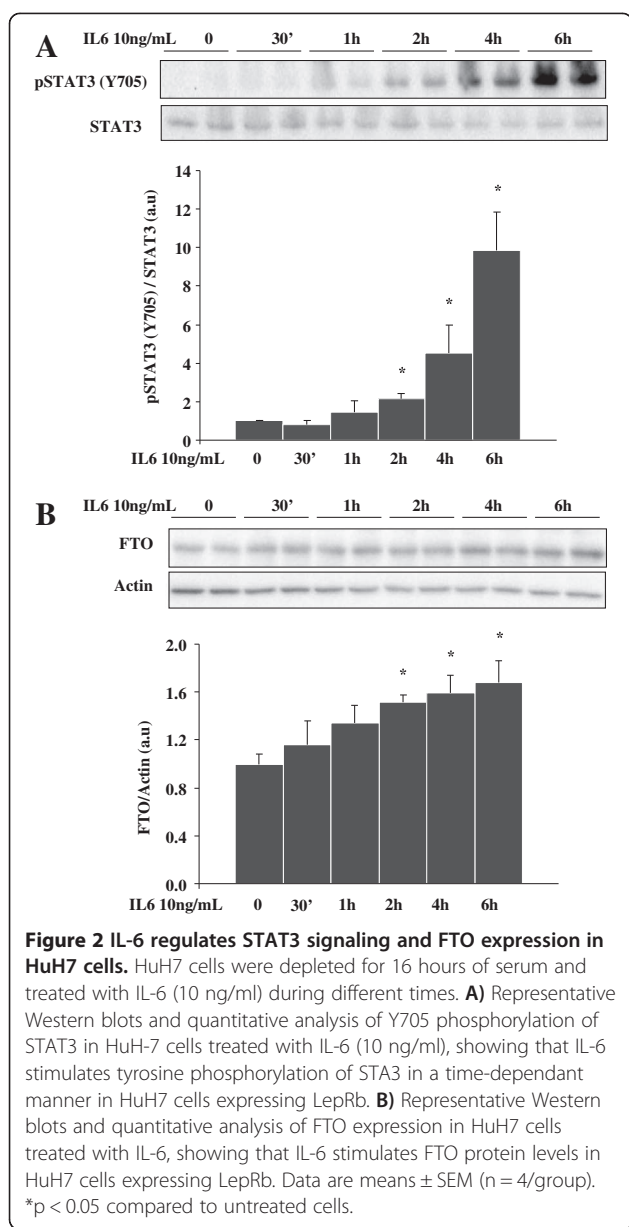 A
IL6 10ng/mL 0 30’ 1h 2h 4h 6h
pSTAT3 (Y705)
STAT3
pSTAT3 (Y705) / STAT3 (a.u)
14
12
10
8
6
4
2
0
*
*
*
IL6 10ng/mL 0 30’ 1h 2h 4h 6h
B
IL6 10ng/mL 0 30’ 1h 2h 4h 6h
FTO
Actin
FTO/Actin (a.u)
2.0
1.6
1.2
0.8
0.4
0.0
*
*
*
IL6 10ng/mL 0 30’ 1h 2h 4h 6h
Figure 2 IL-6 regulates STAT3 signaling and FTO expression in
HuH7 cells. HuH7 cells were depleted for 16 hours of serum and
treated with IL-6 (10 ng/ml) during different times. A) Representative
Western blots and quantitative analysis of Y705 phosphorylation of
STAT3 in HuH-7 cells treated with IL-6 (10 ng/ml), showing that IL-6
stimulates tyrosine phosphorylation of STA3 in a time-dependant
manner in HuH7 cells expressing LepRb. B) Representative Western
blots and quantitative analysis of FTO expression in HuH7 cells
treated with IL-6, showing that IL-6 stimulates FTO protein levels in
HuH7 cells expressing LepRb. Data are means ± SEM (n = 4/group).
*p < 0.05 compared to untreated cells.